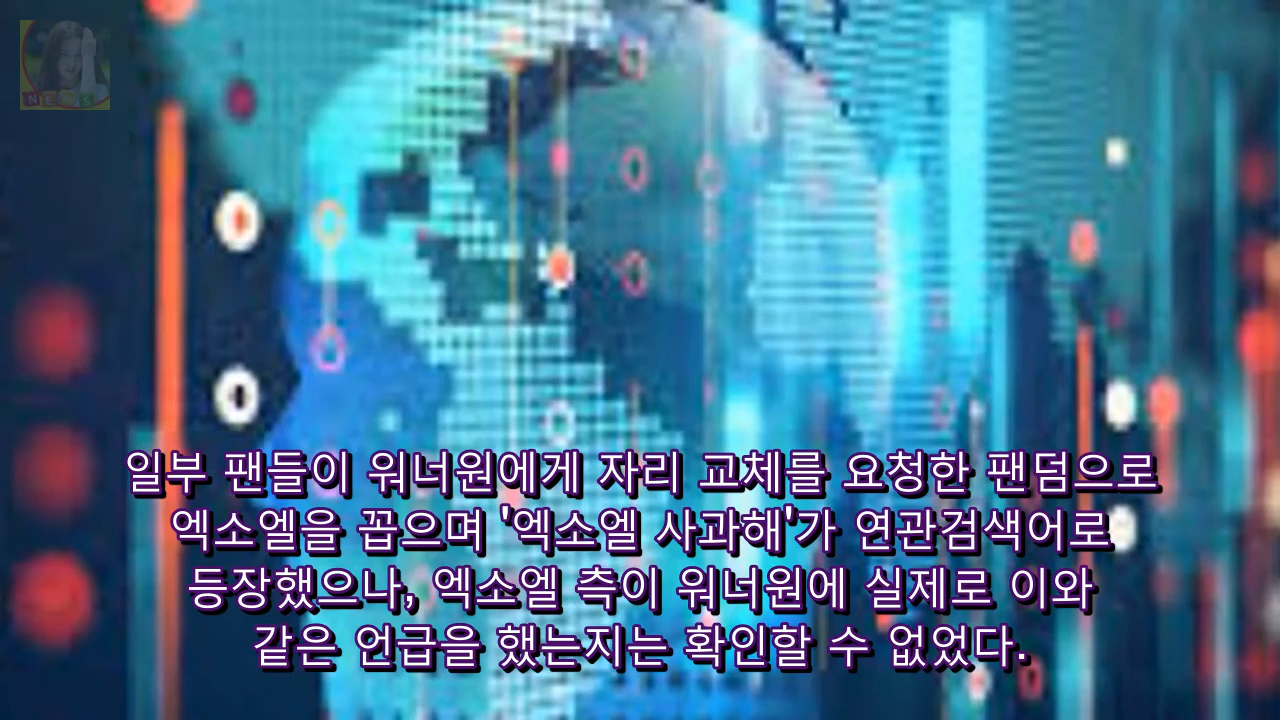 NEWS
일부 팬들이 워너원에게 자리 교체를 요청한 팬덤으로
엑소엘을 꼽으며 '엑소엘 사과해'가 연관검색어로
등장했으나, 엑소엘 측이 워너원에 실제로 이와
같은 언급을 했는지는 확인할 수 없었다.